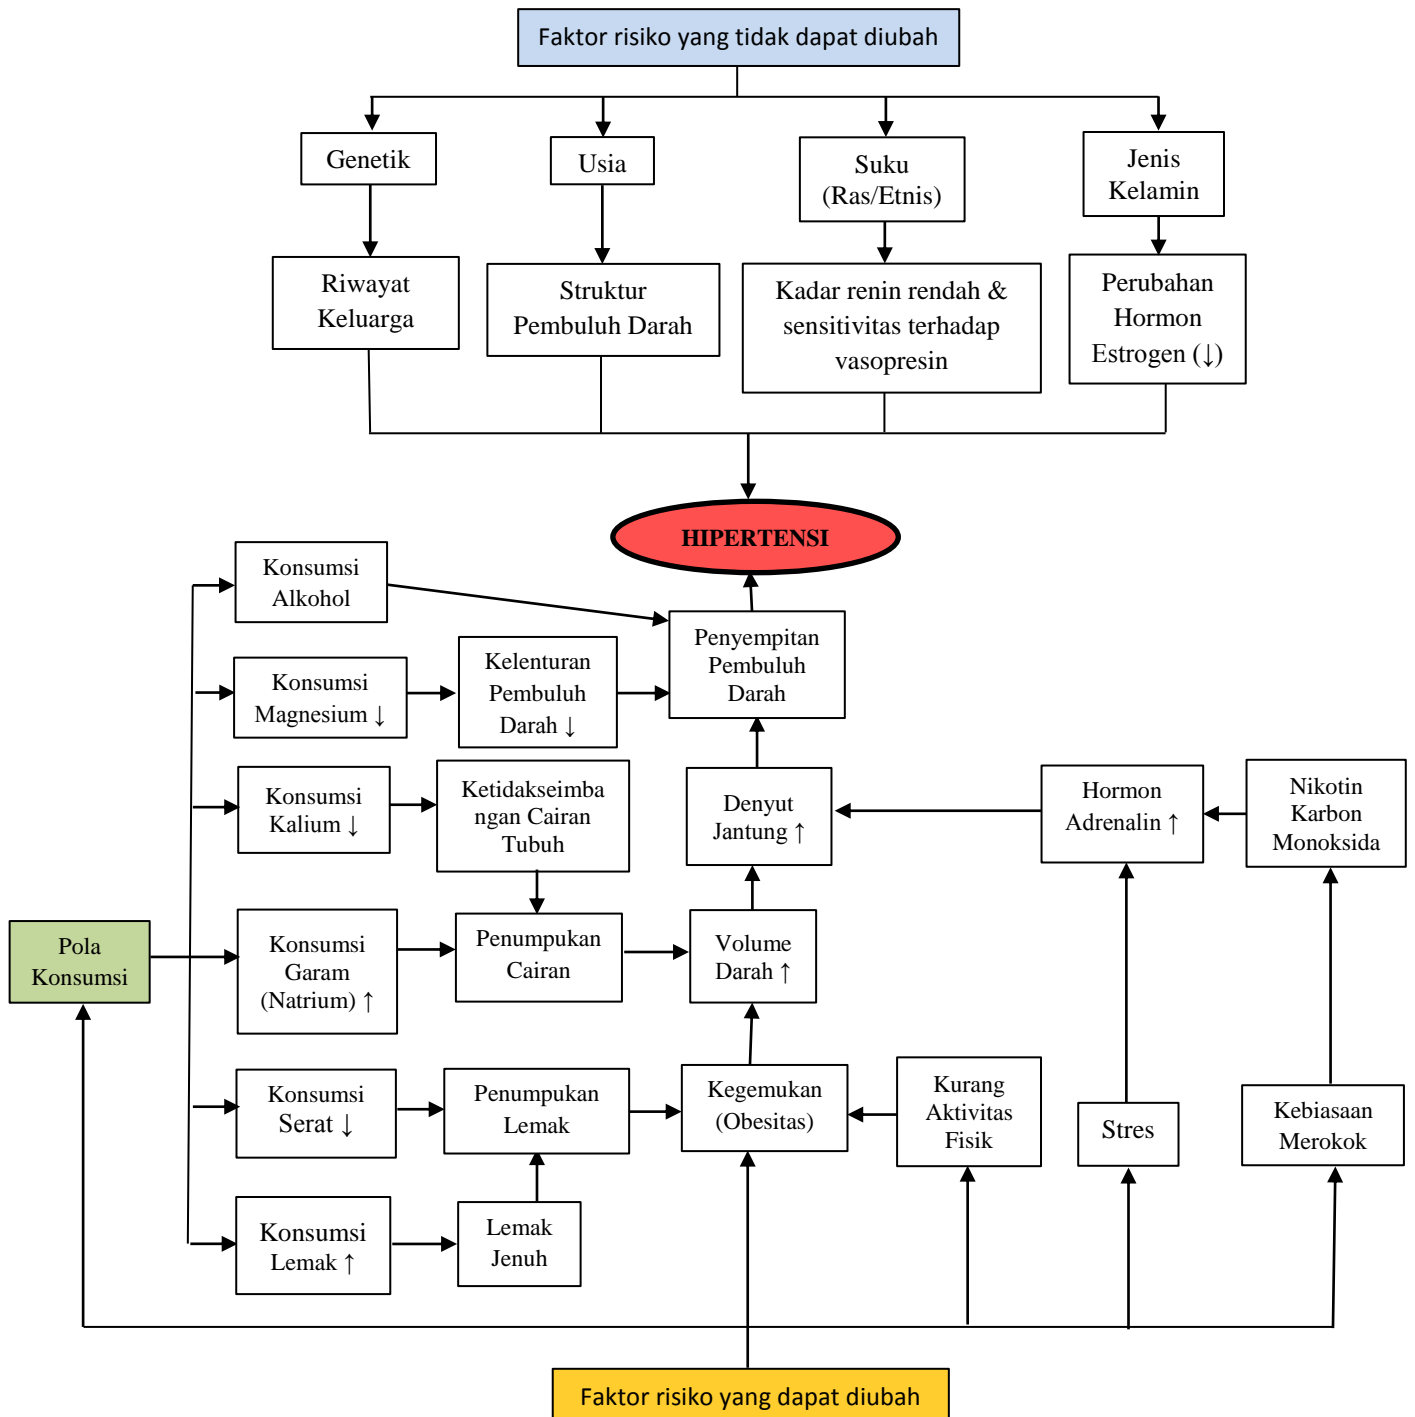 Faktor risiko yang tidak dapat diubah
Genetik
Usia
Suku
(Ras/Etnis)
Jenis
Kelamin
Riwayat
Keluarga
Struktur
Pembuluh Darah
Kadar renin rendah &
sensitivitas terhadap
vasopresin
Perubahan
Hormon
Estrogen (↓)
HIPERTENSI
Konsumsi
Alkohol
Penyempitan
Pembuluh
Darah
Konsumsi
Magnesium ↓
Kelenturan
Pembuluh
Darah ↓
Konsumsi
Kalium ↓
Ketidakseimba
ngan Cairan
Tubuh
Denyut
Jantung ↑
Hormon
Adrenalin ↑
Nikotin
Karbon
Monoksida
Pola
Konsumsi
Konsumsi
Garam
(Natrium) ↑
Penumpukan
Cairan
Volume
Darah ↑
Konsumsi
Serat ↓
Penumpukan
Lemak
Kegemukan
(Obesitas)
Kurang
Aktivitas
Fisik
Stres
Kebiasaan
Merokok
Konsumsi
Lemak ↑
Lemak
Jenuh
Faktor risiko yang dapat diubah